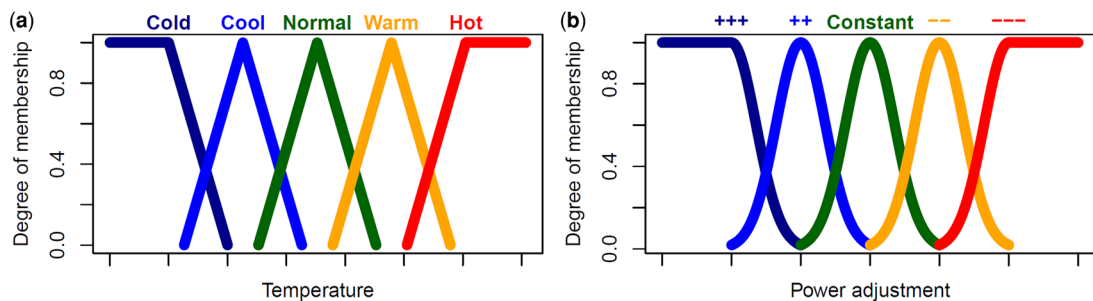 (a) Cold Cool Normal Warm Hot
Degree of membership
0.0 0.4 0.8
Temperature
(b) +++ ++ Constant −− −−−
Degree of membership
0.0 0.4 0.8
Power adjustment